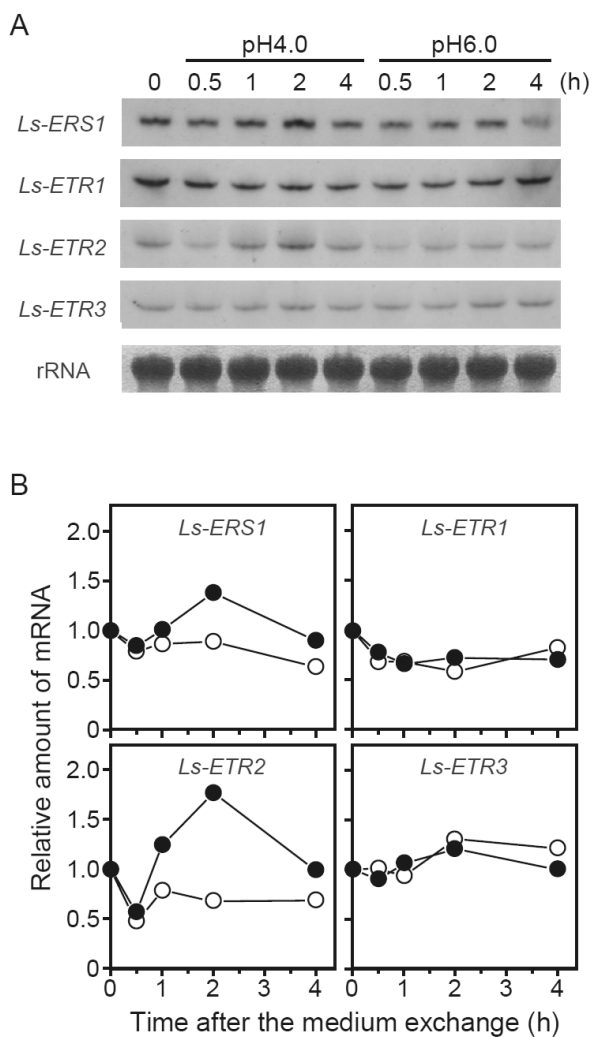 A
pH4.0 pH6.0
0 0.5 1 2 4 0.5 1 2 4 (h)
Ls-ERS1
Ls-ETR1
Ls-ETR2
Ls-ETR3
rRNA
B
Relative amount of mRNA
Ls-ERS1 Ls-ETR1
2.0
1.5
1.0
0.5
0
Ls-ETR2 Ls-ETR3
2.0
1.5
1.0
0.5
0
0 1 2 3 4 0 1 2 3 4
Time after the medium exchange (h)